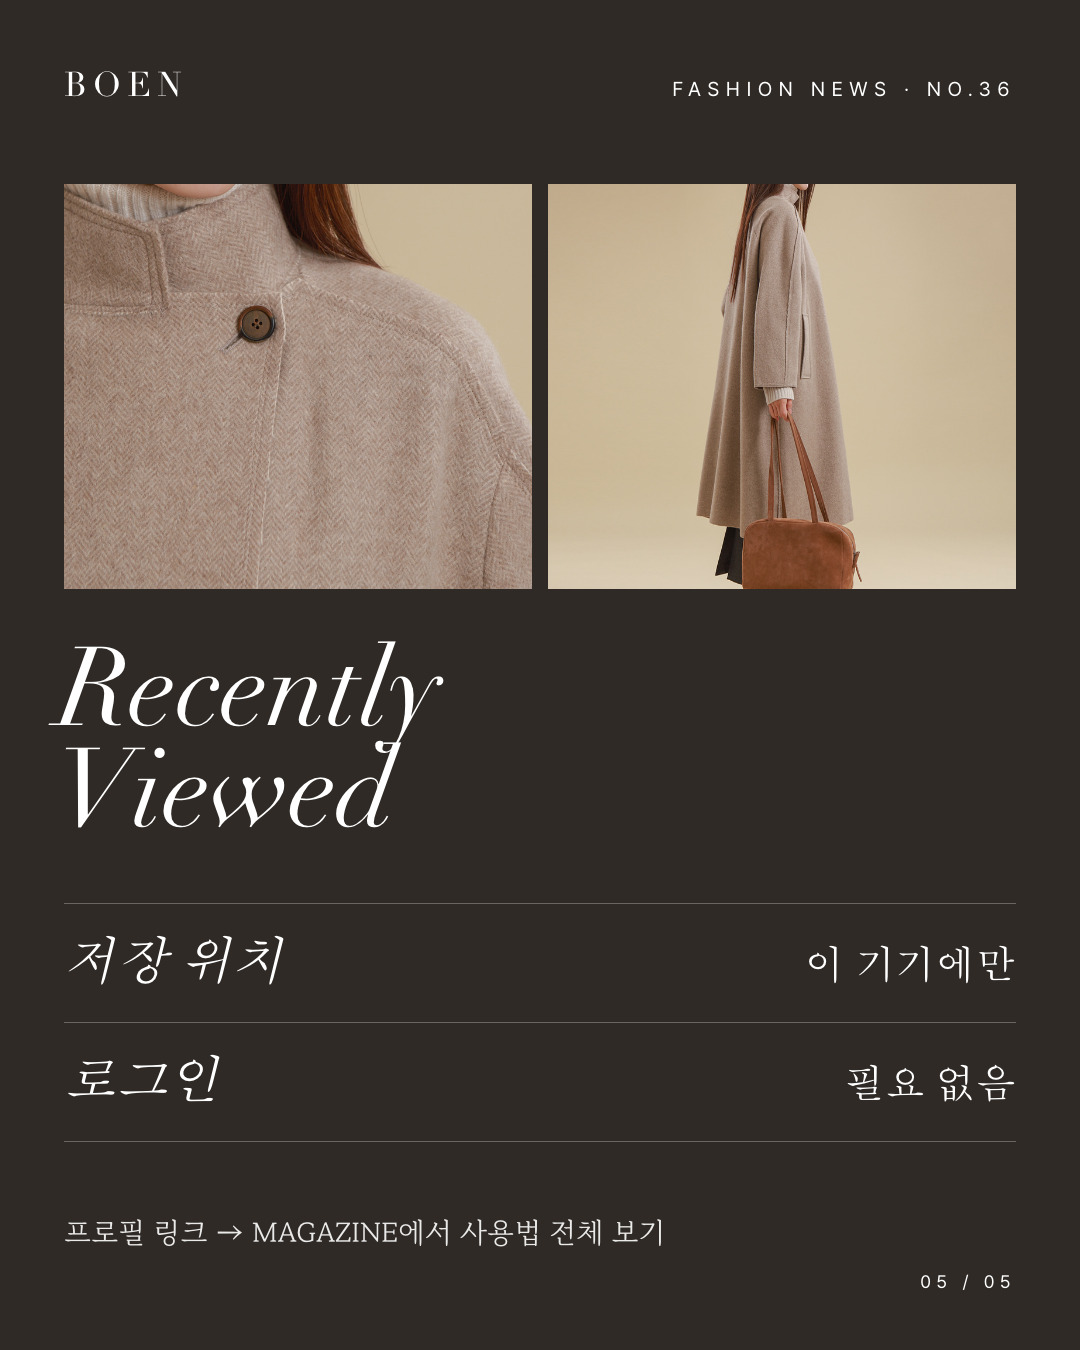 BOEN
FASHION NEWS · NO.36
Recently
Viewed
저장 위치
이 기기에만
로그인
필요 없음
프로필 링크 → MAGAZINE에서 사용법 전체 보기
05 / 05